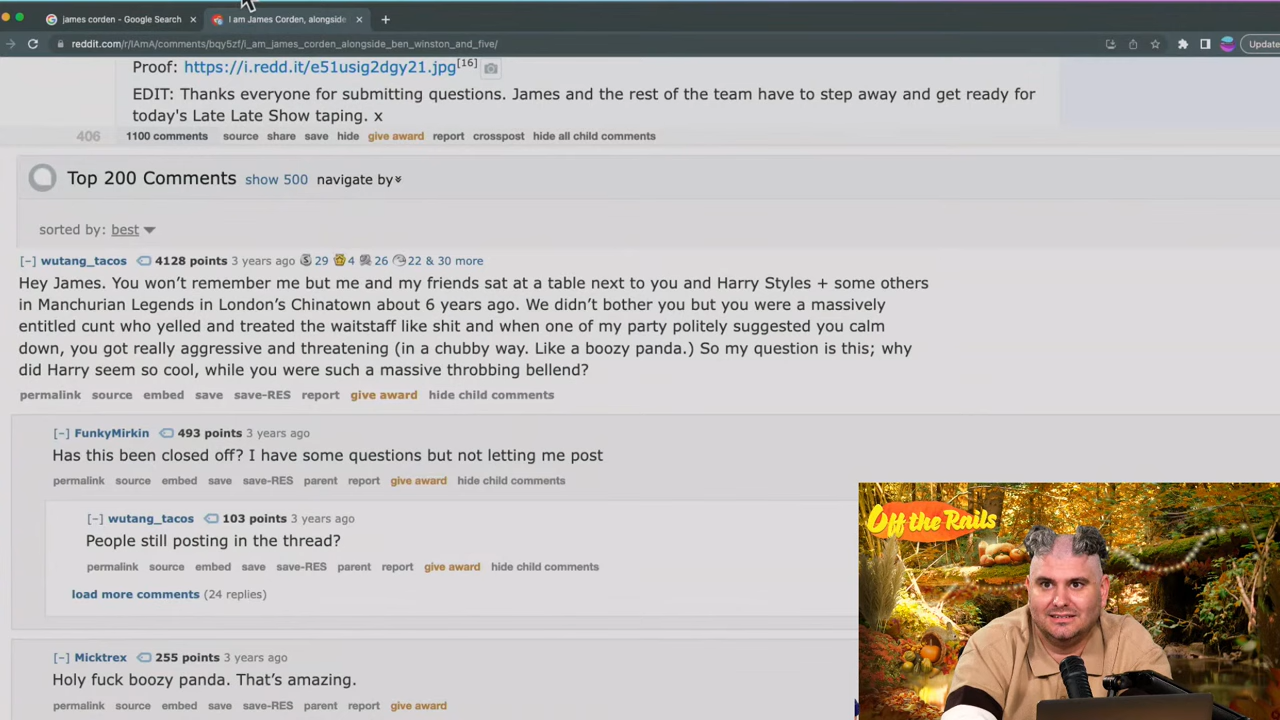 james corden - Google Search
I am James Corden, alongside
reddit.com/r/IAmA/comments/bqy5zf/i_am_james_corden_alongside_ben_winston_and_five/
Update
Proof: https://i.redd.it/e51usig2dgy21.jpg[16]
EDIT: Thanks everyone for submitting questions. James and the rest of the team have to step away and get ready for
today's Late Late Show taping. x
406 1100 comments source share save hide give award report crosspost hide all child comments
Top 200 Comments show 500 navigate by
sorted by: best
[-] wutang_tacos 4128 points 3 years ago 29 4 26 22 & 30 more
Hey James. You won't remember me but me and my friends sat at a table next to you and Harry Styles + some others
in Manchurian Legends in London's Chinatown about 6 years ago. We didn't bother you but you were a massively
entitled cunt who yelled and treated the waitstaff like shit and when one of my party politely suggested you calm
down, you got really aggressive and threatening (in a chubby way. Like a boozy panda.) So my question is this; why
did Harry seem so cool, while you were such a massive throbbing bellend?
permalink source embed save save-RES report give award hide child comments
[-] FunkyMirkin 493 points 3 years ago
Has this been closed off? I have some questions but not letting me post
permalink source embed save save-RES parent report give award hide child comments
[-] wutang_tacos 103 points 3 years ago
People still posting in the thread?
permalink source embed save save-RES parent report give award hide child comments
load more comments (24 replies)
[-] Micktrex 255 points 3 years ago
Holy fuck boozy panda. That's amazing.
permalink source embed save save-RES parent report give award
Off the Rails